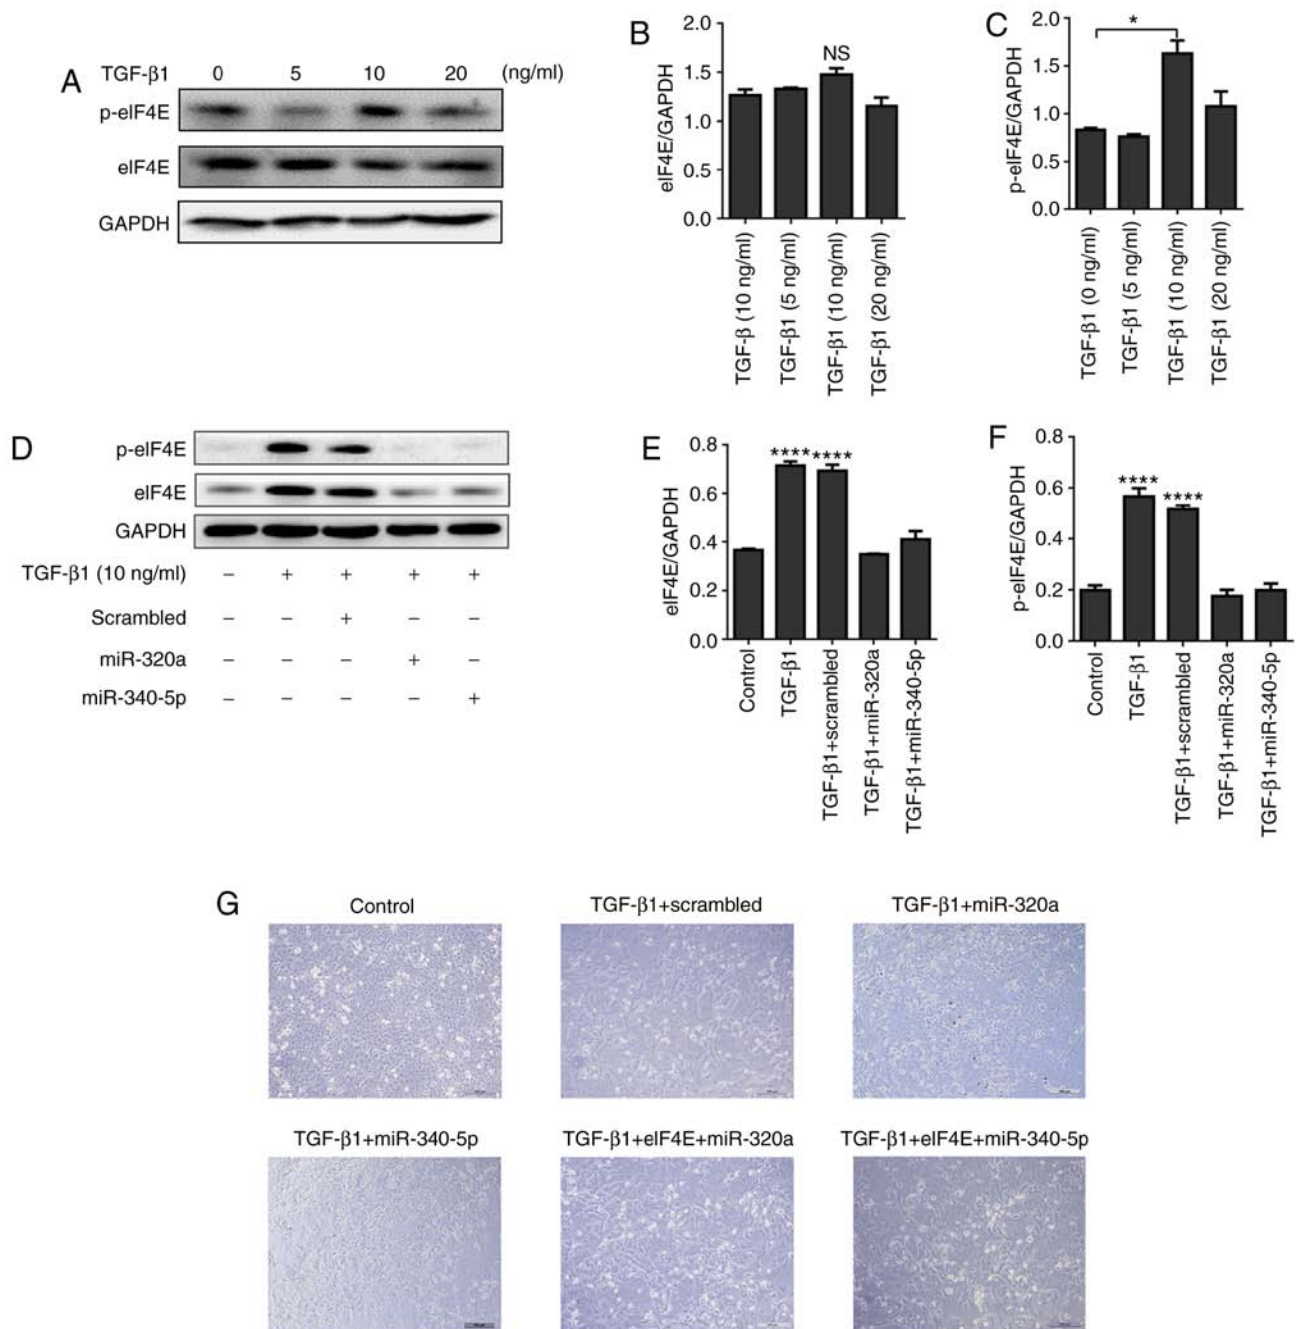 A
TGF-β1 0 5 10 20 (ng/ml)
p-eIF4E
eIF4E
GAPDH
B
eIF4E/GAPDH
2.0
1.5
1.0
0.5
0.0
NS
TGF-β (10 ng/ml)
TGF-β1 (5 ng/ml)
TGF-β1 (10 ng/ml)
TGF-β1 (20 ng/ml)
C
p-eIF4E/GAPDH
2.0
1.5
1.0
0.5
0.0
*
TGF-β1 (0 ng/ml)
TGF-β1 (5 ng/ml)
TGF-β1 (10 ng/ml)
TGF-β1 (20 ng/ml)
D
p-eIF4E
eIF4E
GAPDH
TGF-β1 (10 ng/ml) – + + + +
Scrambled – – + – –
miR-320a – – – + –
miR-340-5p – – – – +
E
eIF4E/GAPDH
0.8
0.6
0.4
0.2
0.0
**** ****
Control
TGF-β1
TGF-β1+scrambled
TGF-β1+miR-320a
TGF-β1+miR-340-5p
F
p-eIF4E/GAPDH
0.8
0.6
0.4
0.2
0.0
****
****
Control
TGF-β1
TGF-β1+scrambled
TGF-β1+miR-320a
TGF-β1+miR-340-5p
G
Control
TGF-β1+scrambled
TGF-β1+miR-320a
TGF-β1+miR-340-5p
TGF-β1+eIF4E+miR-320a
TGF-β1+eIF4E+miR-340-5p